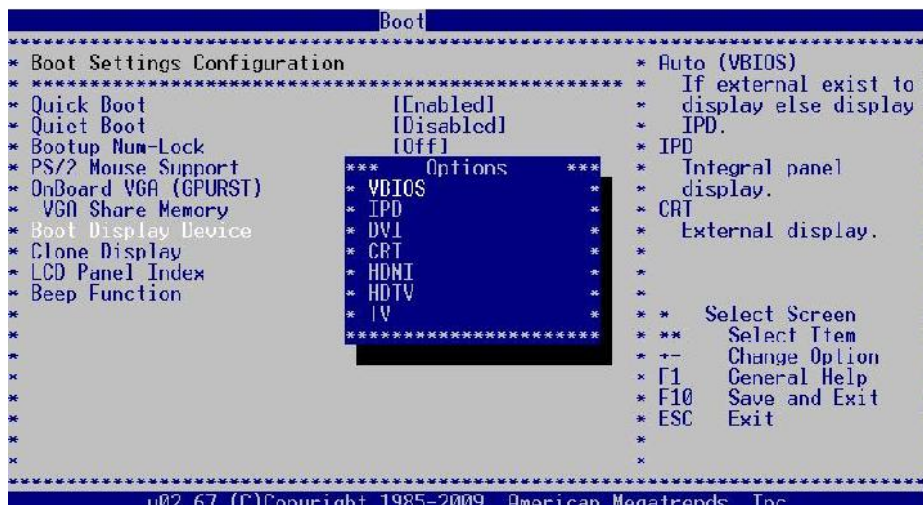 Boot
Boot Settings Configuration
Quick Boot [Enabled]
Quiet Boot [Disabled]
Bootup Num-Lock [Off]
PS/2 Mouse Support
OnBoard VGA (GPURST)
VGA Share Memory
Boot Display Device
Clone Display
LCD Panel Index
Beep Function
*** Options ***
VBIOS
IPD
DVI
CRT
HDMI
HDTV
TV
Auto (VBIOS)
If external exist to
display else display
IPD.
IPD
Integral panel
display.
CRT
External display.
* Select Screen
** Select Item
+- Change Option
F1 General Help
F10 Save and Exit
ESC Exit
v02.67 (C)Copyright 1985-2009, American Megatrends, Inc.